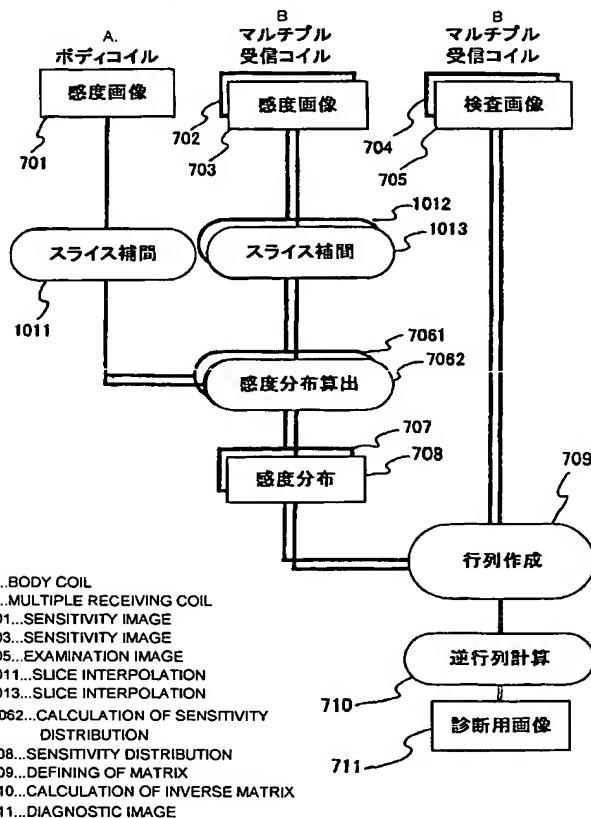 A.
ボディコイル
B
マルチプル
受信コイル
B
マルチプル
受信コイル
感度画像
701
702
感度画像
703
704
検査画像
705
スライス補間
1011
1012
1013
スライス補間
7061
7062
感度分布算出
707
708
感度分布
709
行列作成
逆行列計算
710
診断用画像
711
..BODY COIL
..MULTIPLE RECEIVING COIL
01...SENSITIVITY IMAGE
03...SENSITIVITY IMAGE
05...EXAMINATION IMAGE
011...SLICE INTERPOLATION
013...SLICE INTERPOLATION
062...CALCULATION OF SENSITIVITY
DISTRIBUTION
08...SENSITIVITY DISTRIBUTION
09...DEFINING OF MATRIX
10...CALCULATION OF INVERSE MATRIX
11...DIAGNOSTIC IMAGE